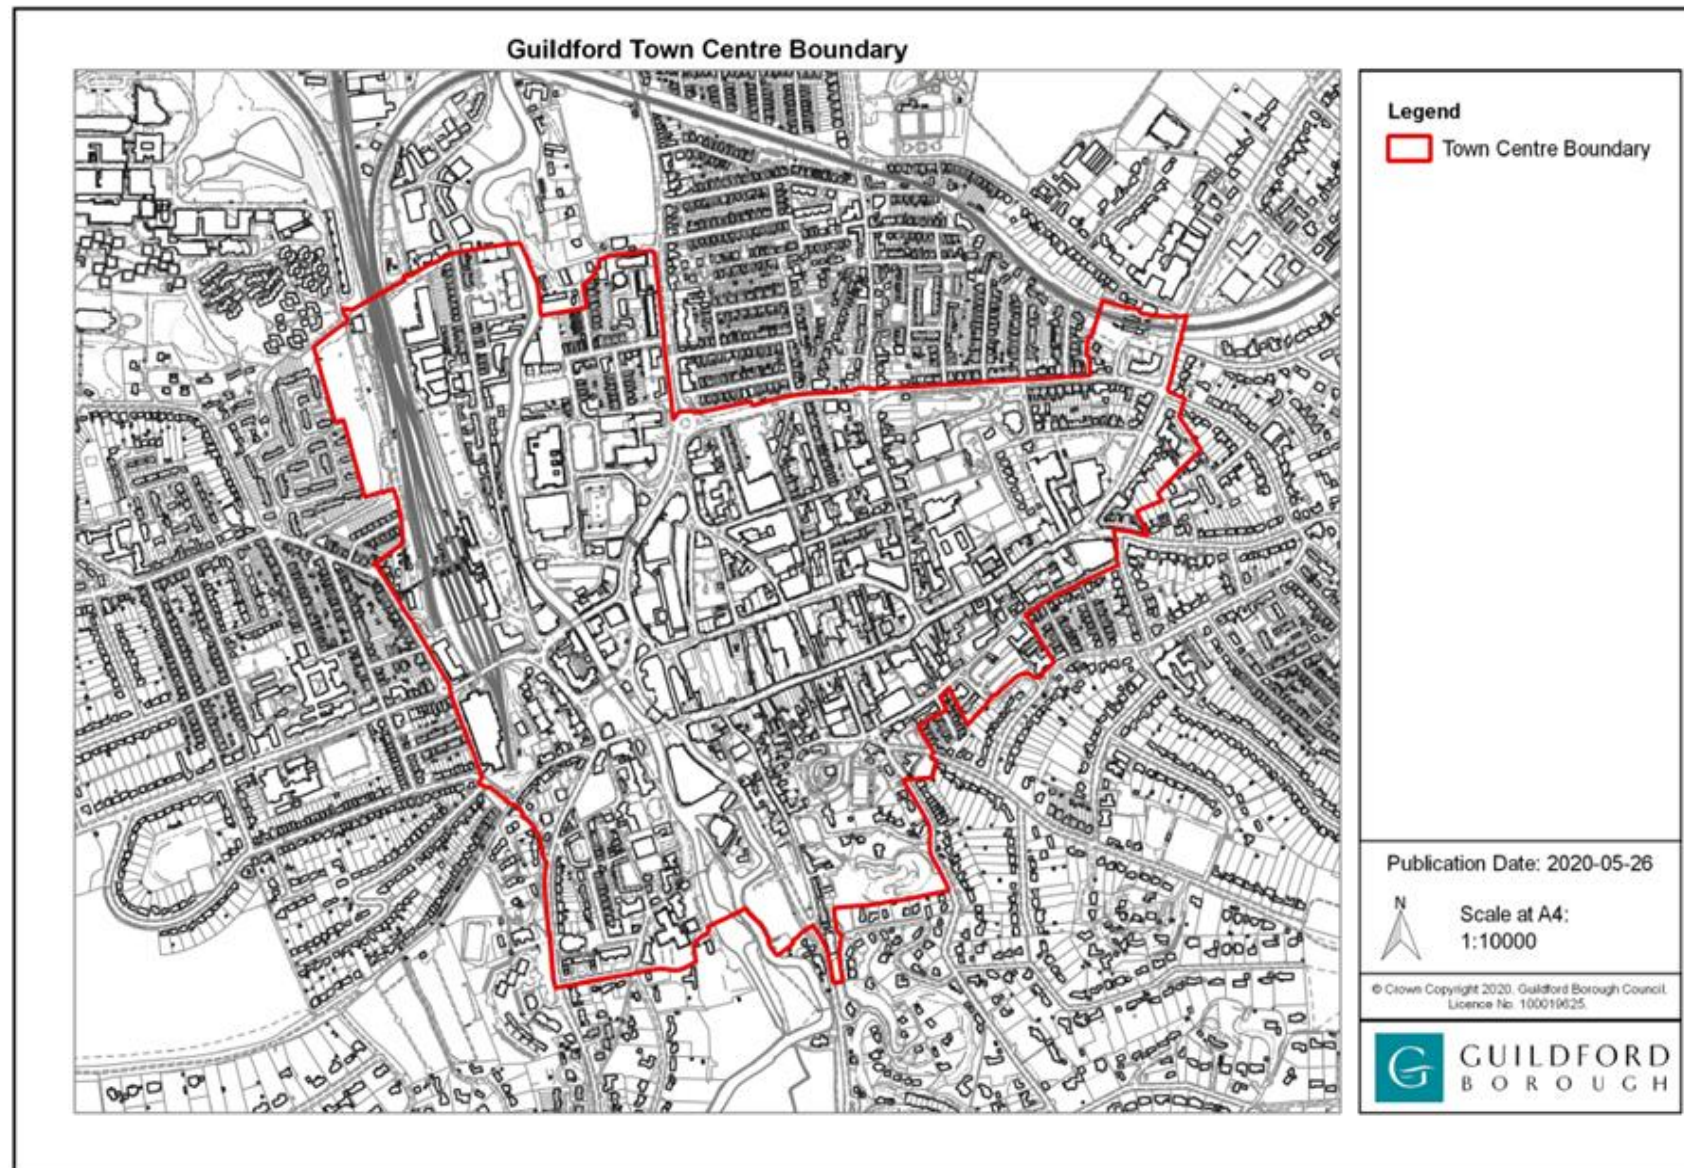 Guildford Town Centre Boundary
Legend
Town Centre Boundary
Publication Date: 2020-05-26
N
Scale at A4:
1:10000
© Crown Copyright 2020. Guildford Borough Council.
Licence No. 100019625.
G
GUILDFORD
BOROUGH